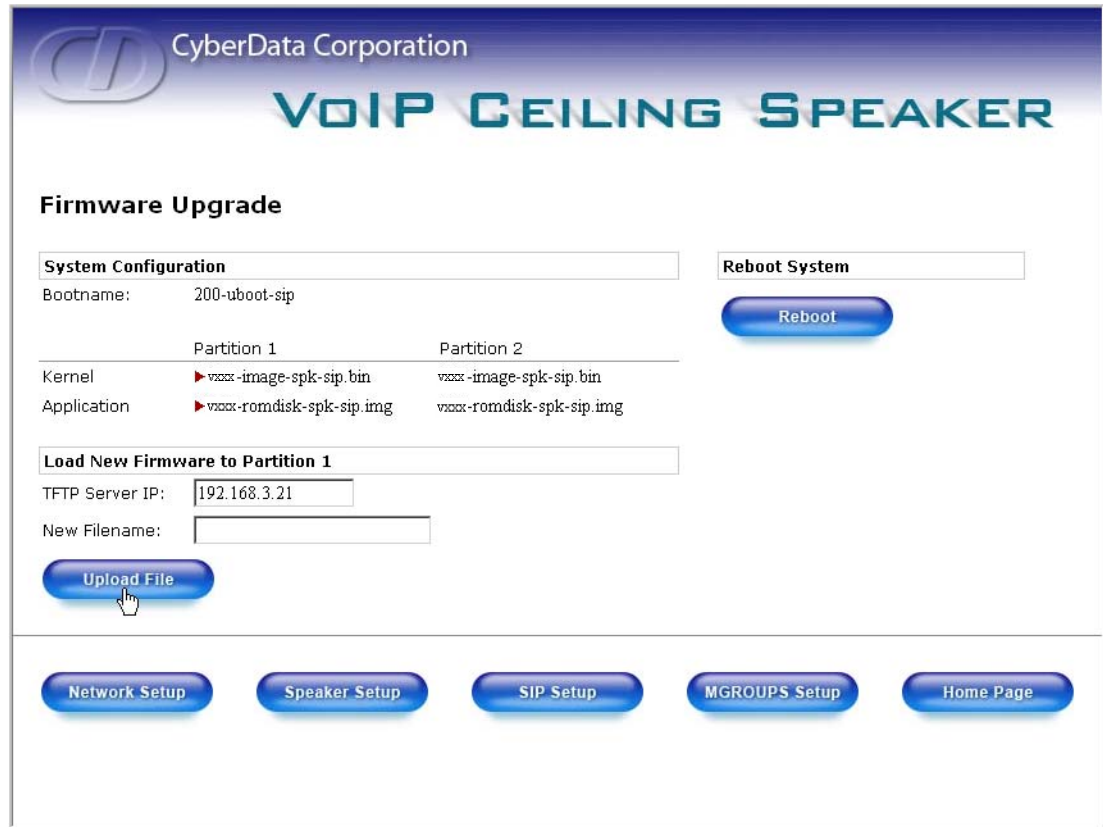 CyberData Corporation
VoIP Ceiling Speaker
Firmware Upgrade
System Configuration
Reboot System
Bootname: 200-uboot-sip
Reboot
Partition 1 Partition 2
Kernel vxxx-image-spk-sip.bin vxxx-image-spk-sip.bin
Application vxxx-romdisk-spk-sip.img vxxx-romdisk-spk-sip.img
Load New Firmware to Partition 1
TFTP Server IP: 192.168.3.21
New Filename:
Upload File
Network Setup Speaker Setup SIP Setup MGROUPS Setup Home Page